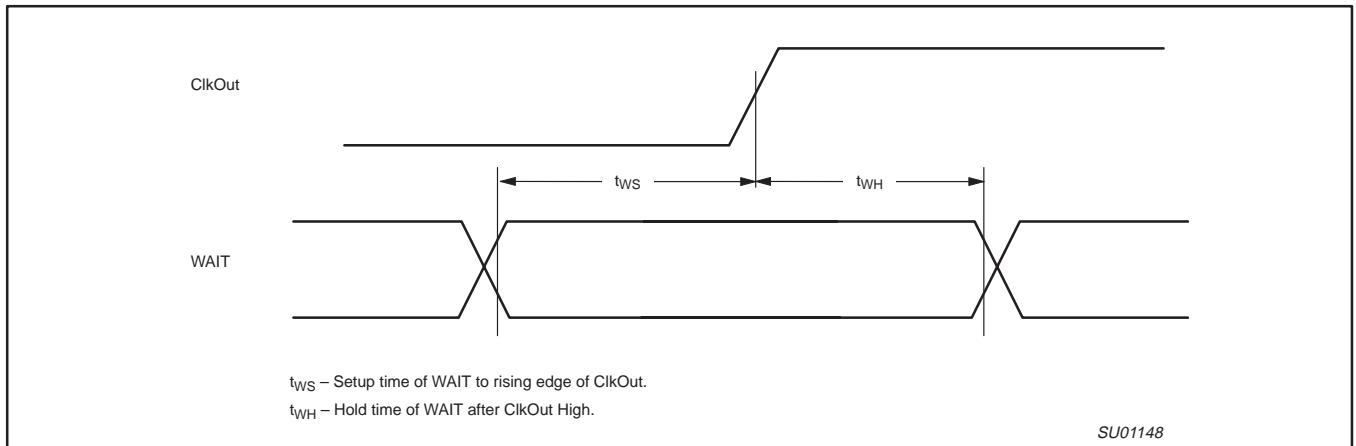 ClkOut
tWS
tWH
WAIT
tWS – Setup time of WAIT to rising edge of ClkOut.
tWH – Hold time of WAIT after ClkOut High.
SU01148